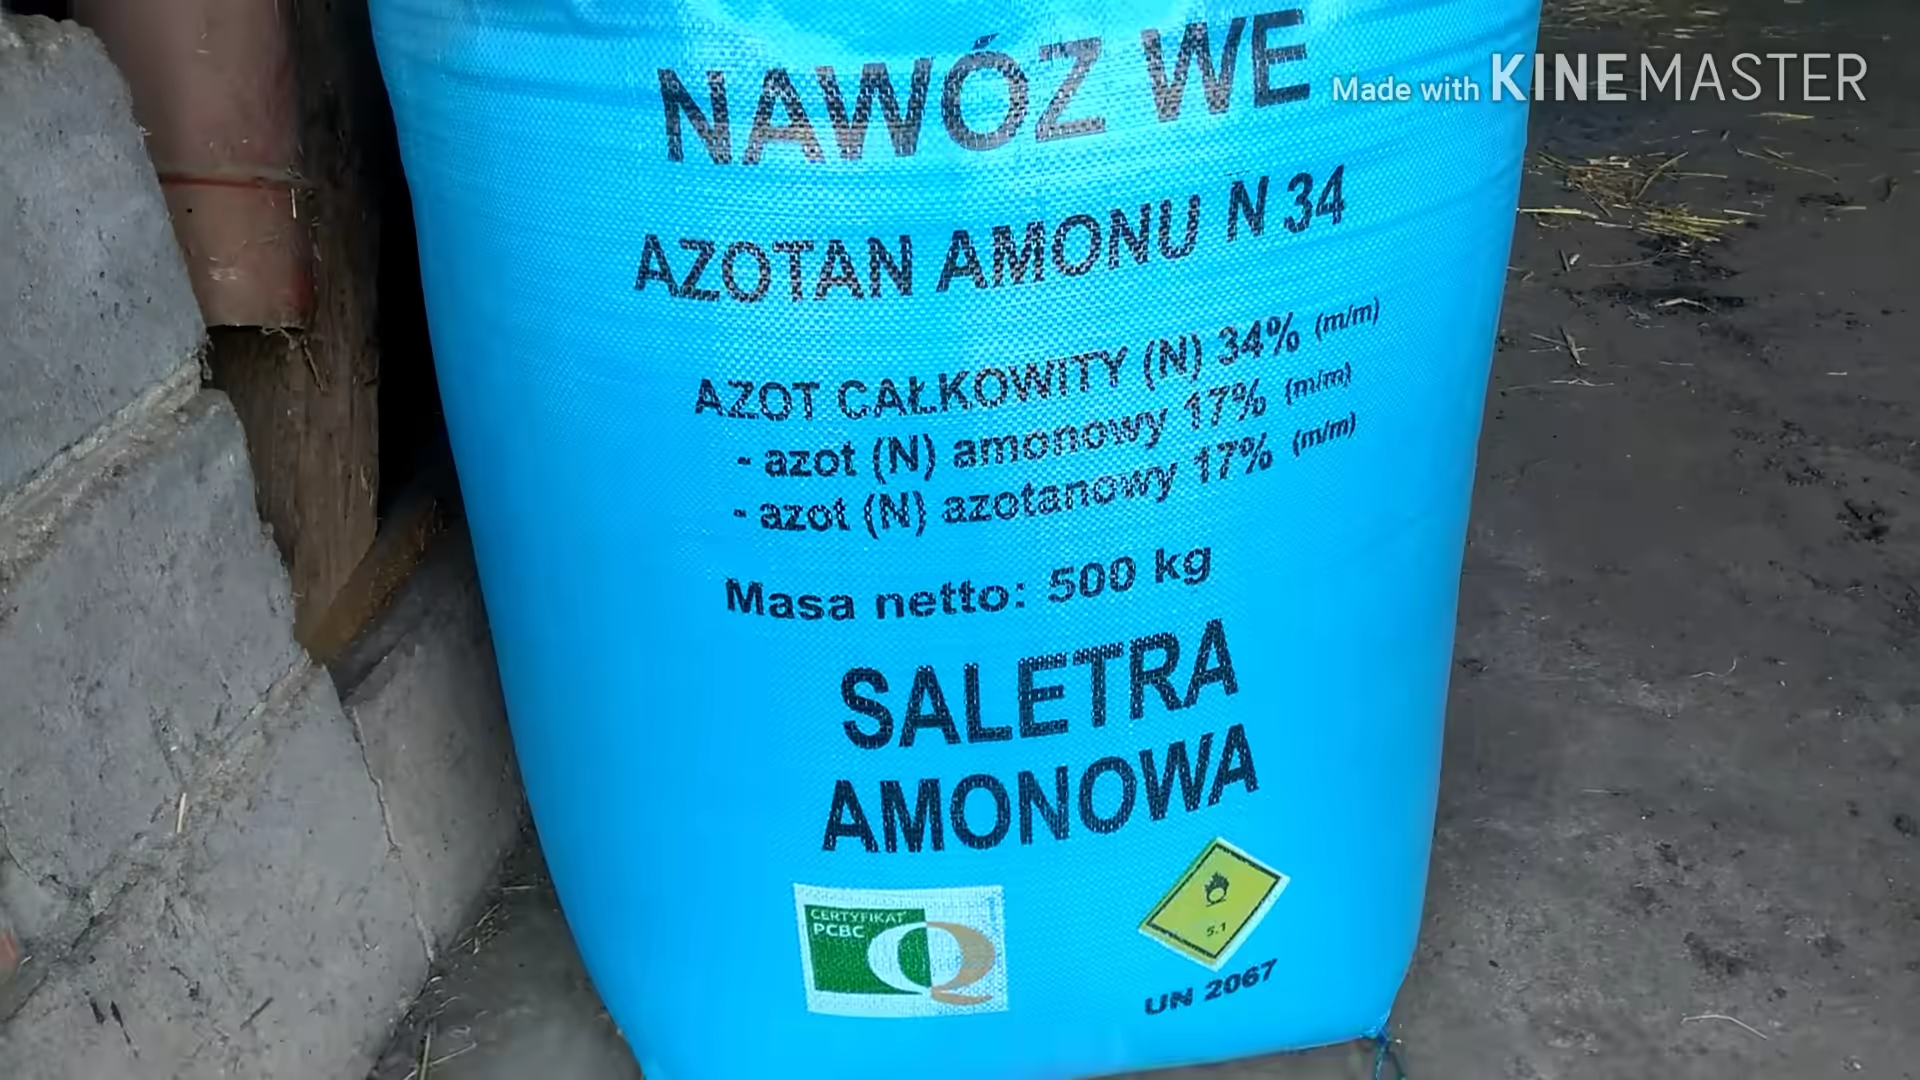 NAWÓZ WE
Made with KINEMASTER
AZOTAN AMONU N 34
AZOT CAŁKOWITY (N) 34% (m/m)
- azot (N) amonowy 17% (m/m)
- azot (N) azotanowy 17% (m/m)
Masa netto: 500 kg
SALETRA
AMONOWA
CERTYFIKAT
PCBC
Q
5.1
UN 2067